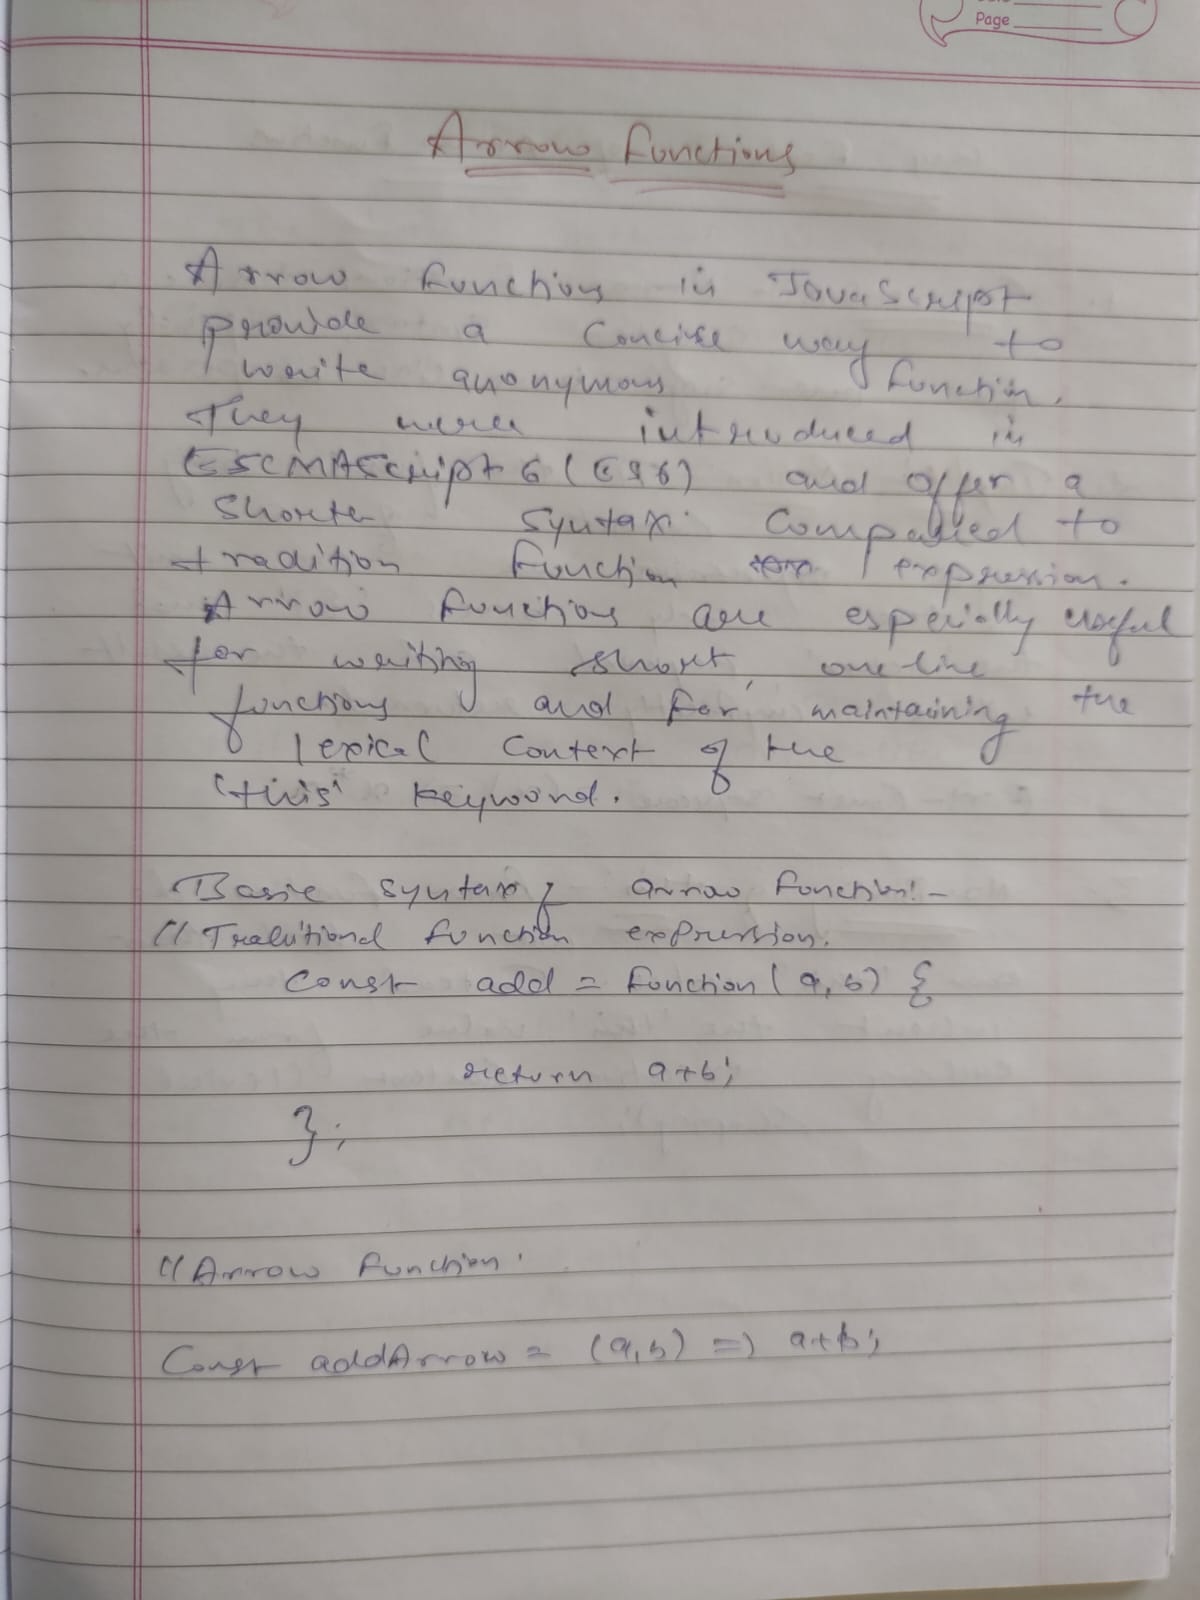 Page
Arrow Functions
Arrow functions in JavaScript
provide a concise way to
write anonymous function.
They were introduced in
ESCMAScript 6 (ES6) and offer a
shorter syntax compared to
tradition function expression.
Arrow functions are especially useful
for writing short, one-line
functions and for maintaining the
lexical context of the
'this' keyword.
Basic syntax of arrow function:-
// Traditional function expression.
Const add = function (a, b) {
return a+b;
};
// Arrow function.
Const addArrow = (a, b) => a+b;